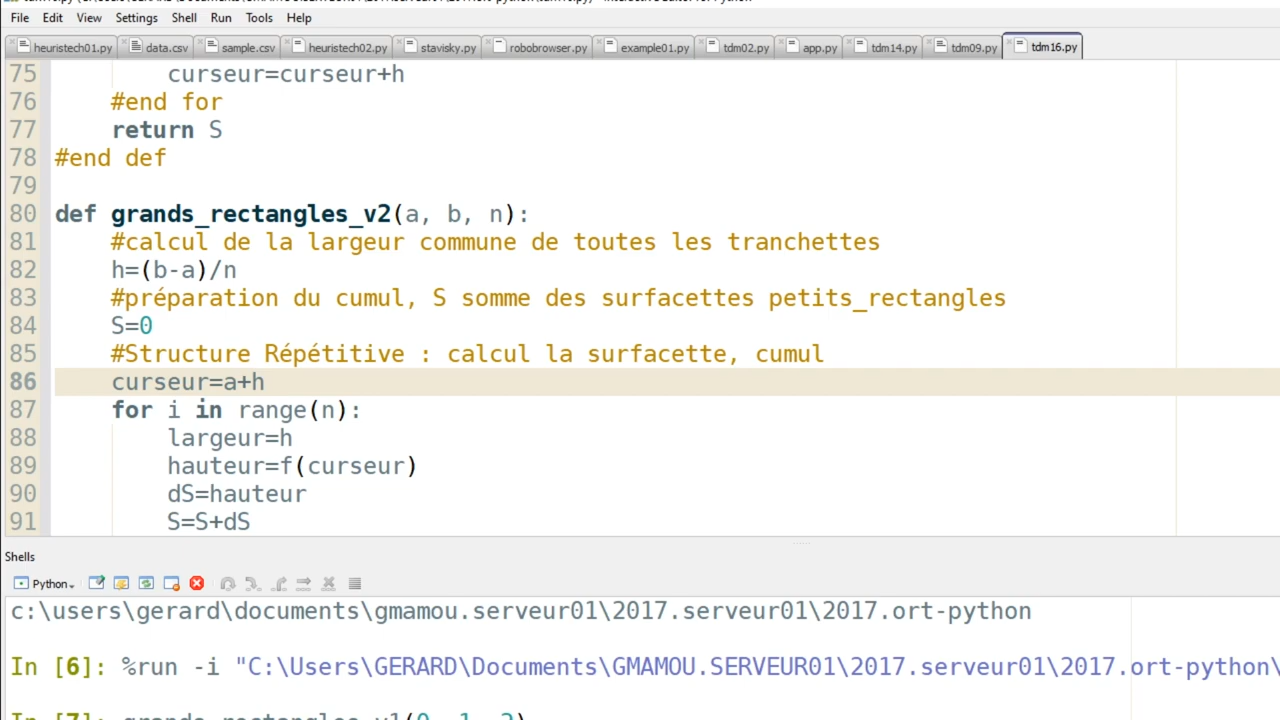 File Edit View Settings Shell Run Tools Help
heuristech01.py data.csv sample.csv heuristech02.py stavisky.py robobrowser.py example01.py tdm02.py app.py tdm14.py tdm09.py tdm16.py
75 curseur=curseur+h
76 #end for
77 return S
78 #end def
79
80 def grands_rectangles_v2(a, b, n):
81 #calcul de la largeur commune de toutes les tranchettes
82 h=(b-a)/n
83 #préparation du cumul, S somme des surfacettes petits_rectangles
84 S=0
85 #Structure Répétitive : calcul la surfacette, cumul
86 curseur=a+h
87 for i in range(n):
88 largeur=h
89 hauteur=f(curseur)
90 dS=hauteur
91 S=S+dS
Shells
Python
c:\users\gerard\documents\gmamou.serveur01\2017.serveur01\2017.ort-python
In [6]: %run -i "C:\Users\GERARD\Documents\GMAMOU.SERVEUR01\2017.serveur01\2017.ort-python\
In [7]: grands_rectangles_v1(0, 1, 2)